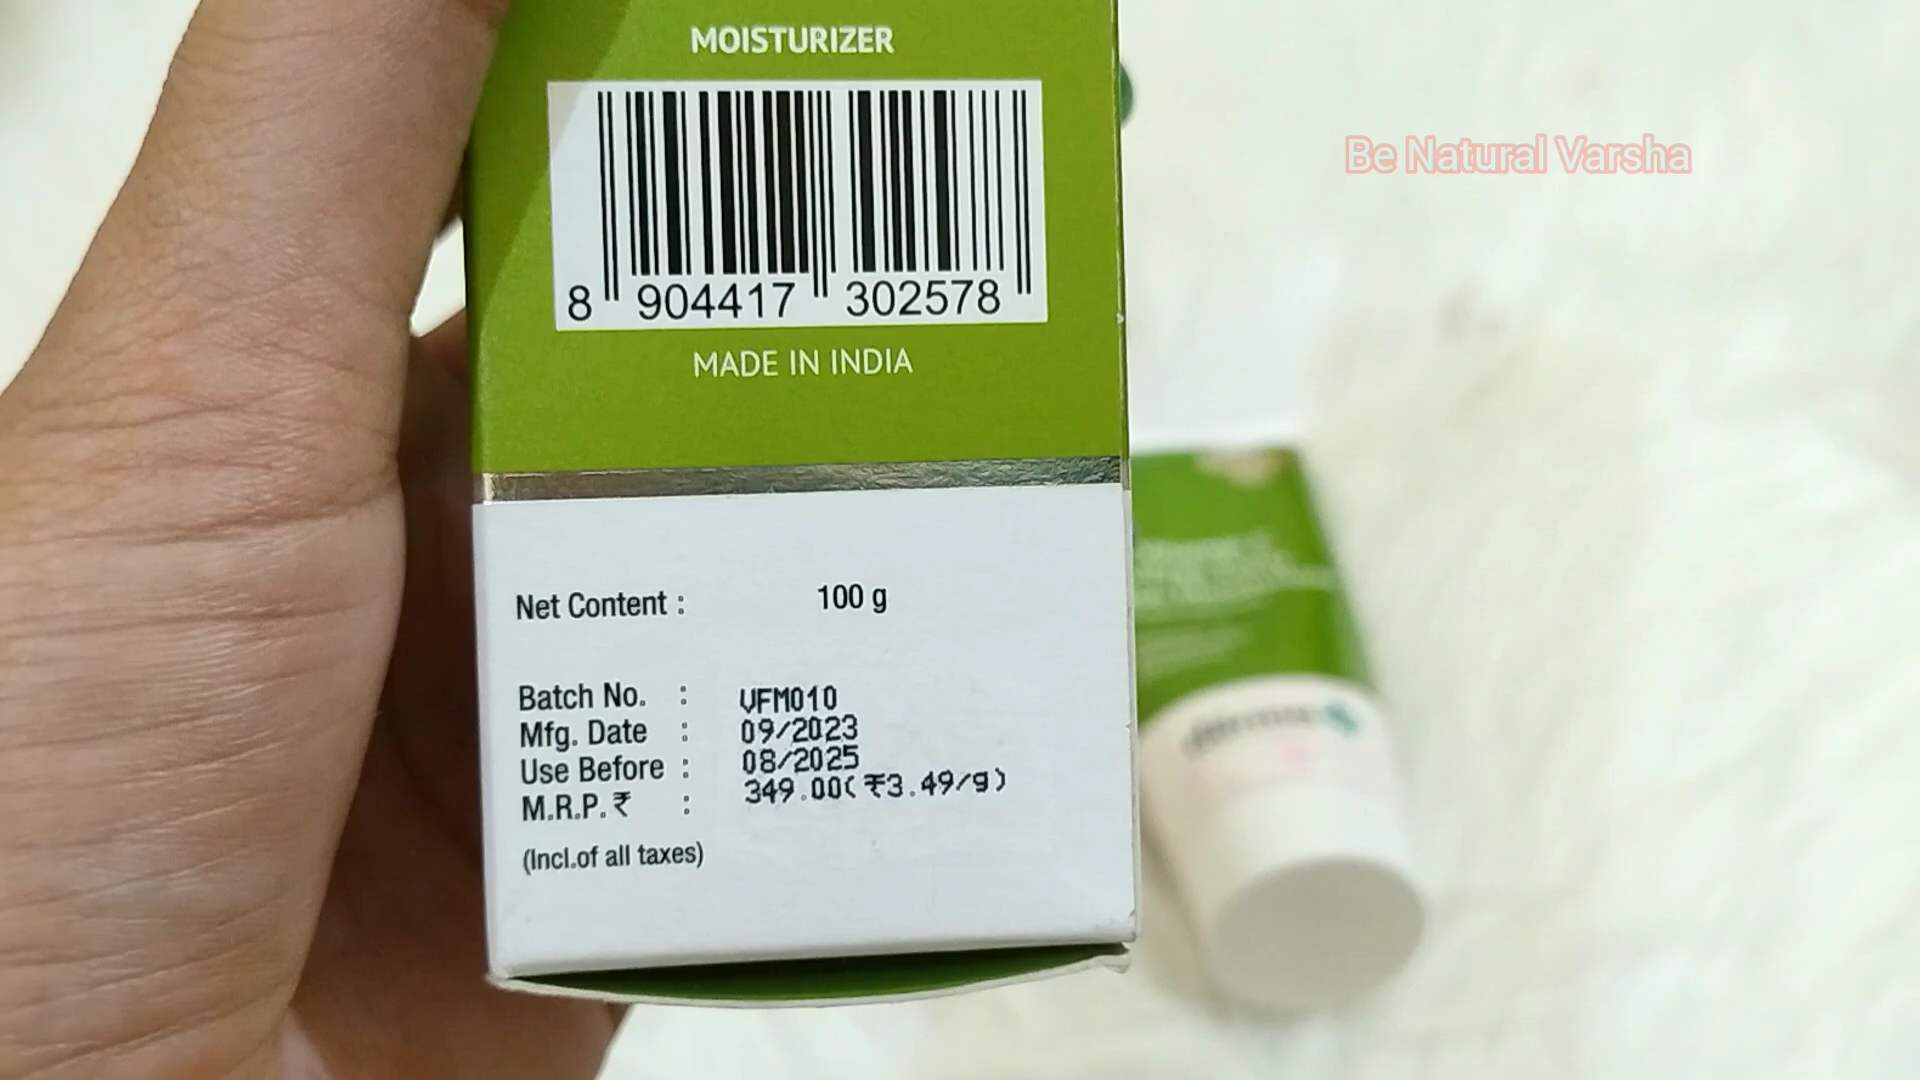 MOISTURIZER
8 904417 302578
MADE IN INDIA
Be Natural Varsha
Net Content : 100 g
Batch No. : VFM010
Mfg. Date : 09/2023
Use Before : 08/2025
M.R.P. ₹ : 349.00(₹3.49/g)
(Incl.of all taxes)